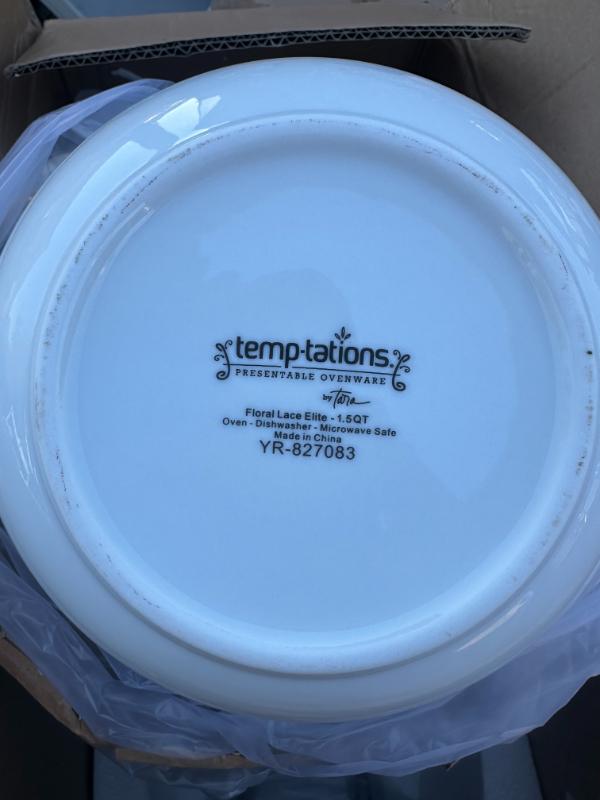 temp-tations®
PRESENTABLE OVENWARE
by Tara
Floral Lace Elite - 1.5QT
Oven - Dishwasher - Microwave Safe
Made in China
YR-827083